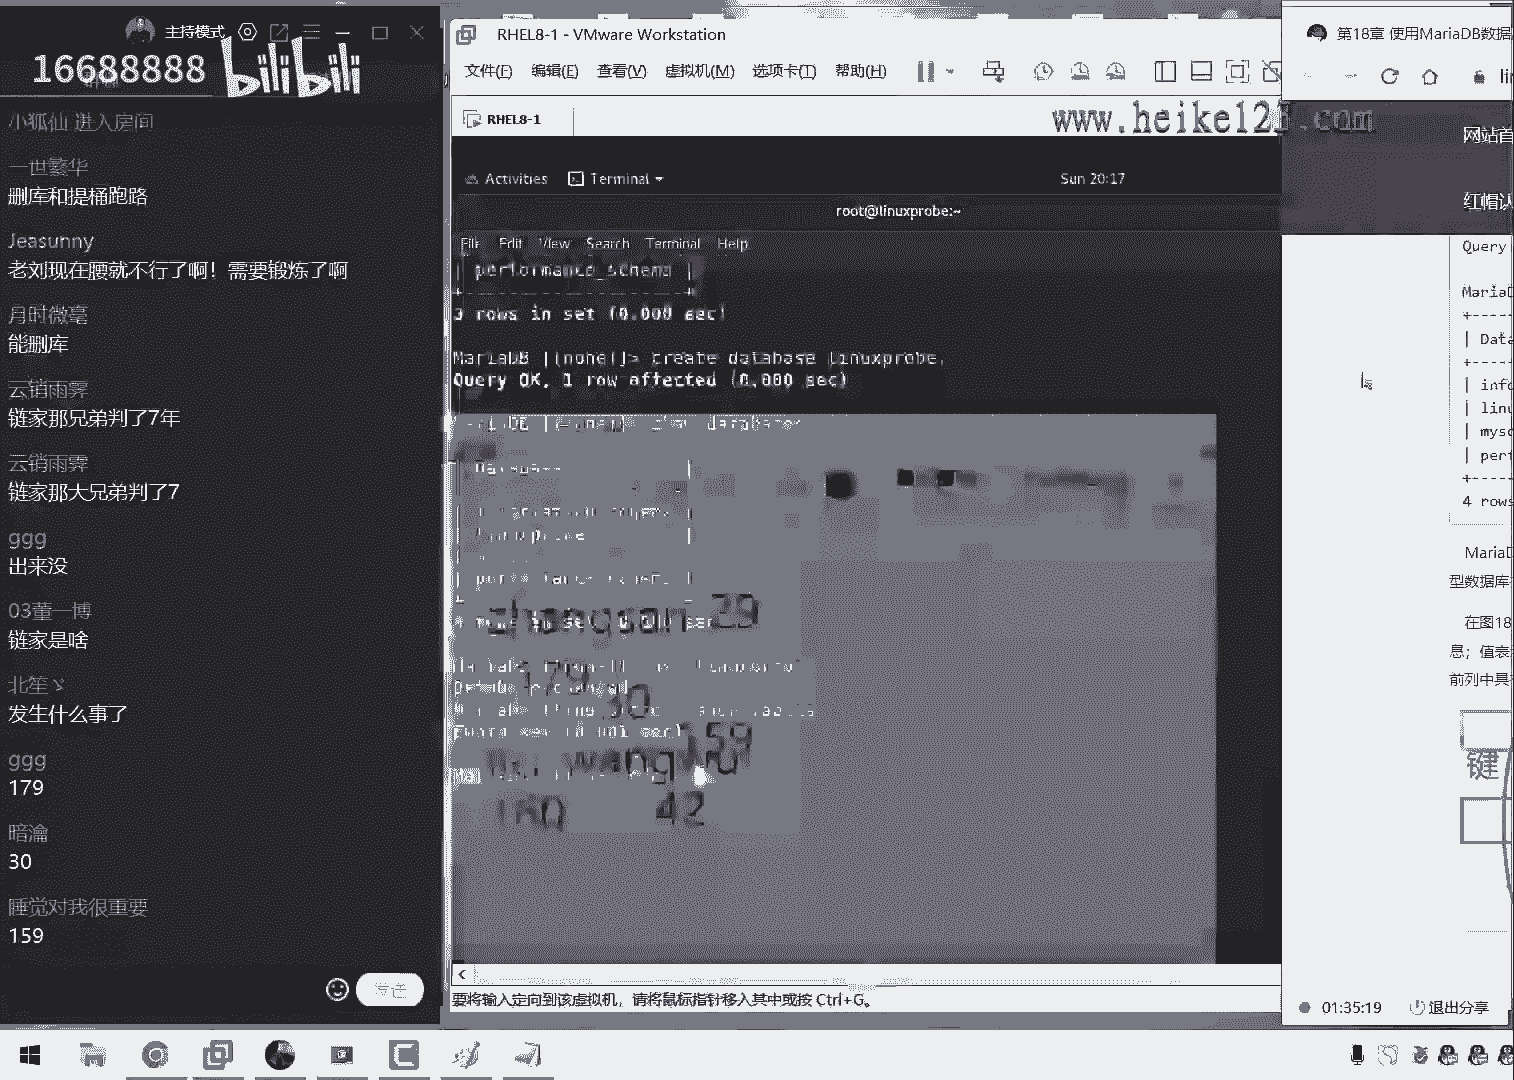 主持模式
16688888 bilibili
小狐仙 进入房间
一世繁华
删库和提桶跑路
Jeasunny
老刘现在腰就不行了啊！需要锻炼了啊
月时微毫
能删库
云销雨霁
链家那兄弟判了7年
云销雨霁
链家那大兄弟判了7
ggg
出来没
03董一博
链家是啥
北笙ゞ
发生什么事了
ggg
179
暗瀹
30
睡觉对我很重要
159
发送
RHEL8-1 - VMware Workstation
文件(F) 编辑(E) 查看(V) 虚拟机(M) 选项卡(T) 帮助(H)
RHEL8-1
www.heike123.com
Activities Terminal Sun 20:17
root@linuxprobe:~
File Edit View Search Terminal Help
| performance_schema |
3 rows in set (0.000 sec)
MariaDB [(none)]> create database linuxprobe;
Query OK, 1 row affected (0.000 sec)
zhangsan 29
179
30
159
wangwu
160 42
要将输入定向到该虚拟机，请将鼠标指针移入其中或按 Ctrl+G。
第18章 使用MariaDB数据
li
网站首
红帽认
Query
Maria
+----
| Data
+----
| info
| linu
| mysq
| perf
+----
4 rows
Maria
型数据库
在图18
息；值表
前列中具
键
01:35:19 退出分享